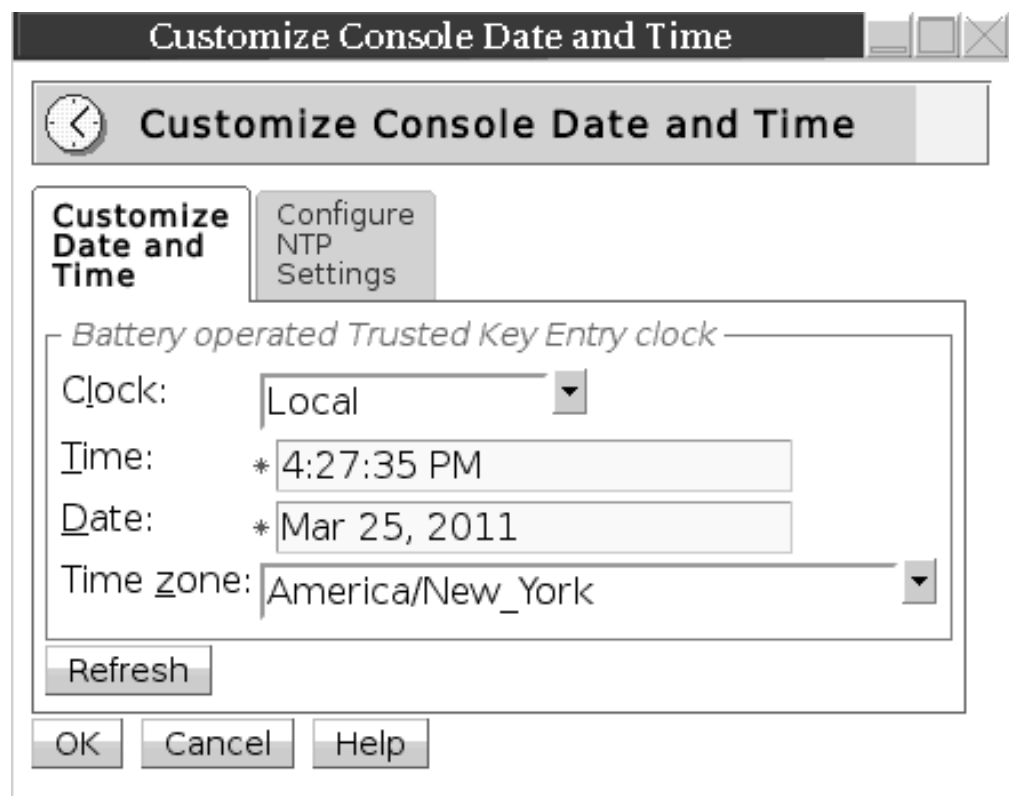 Customize Console Date and Time
Customize Console Date and Time
Customize
Date and
Time
Configure
NTP
Settings
Battery operated Trusted Key Entry clock
Clock: Local
Time: * 4:27:35 PM
Date: * Mar 25, 2011
Time zone: America/New_York
Refresh
OK Cancel Help